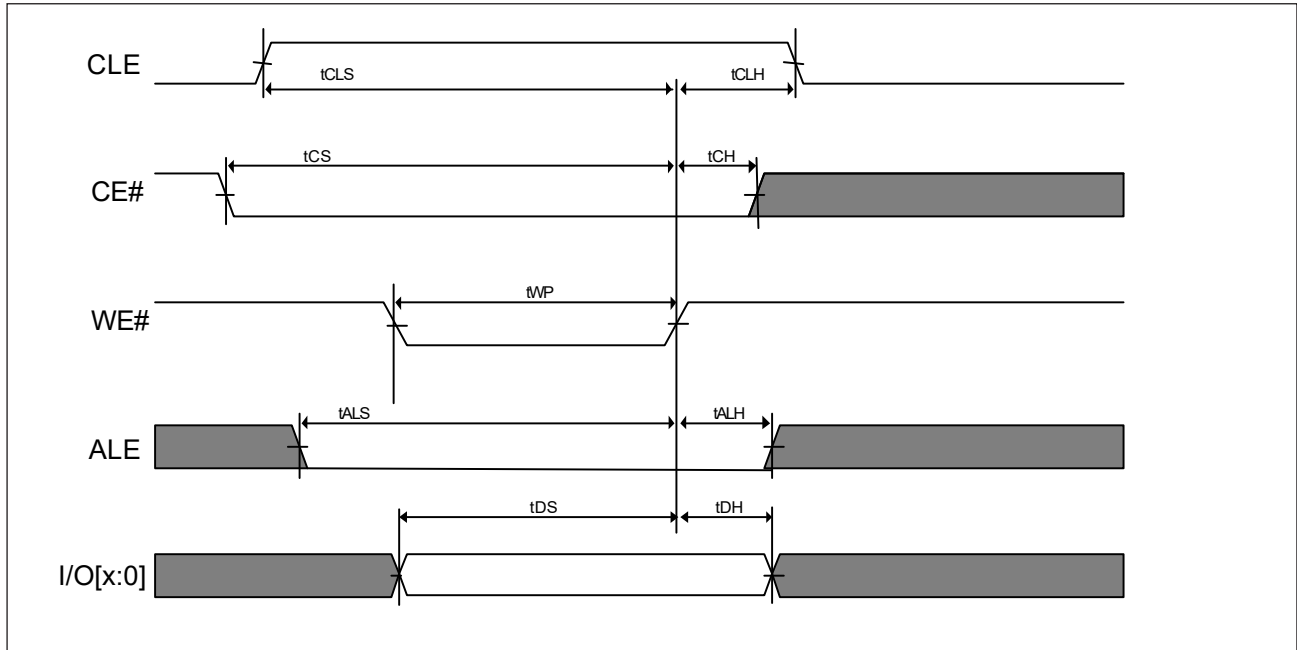 CLE
tCLS
tCLH
tCS
tCH
CE#
tWP
WE#
tALS
tALH
ALE
tDS
tDH
I/O[x:0]